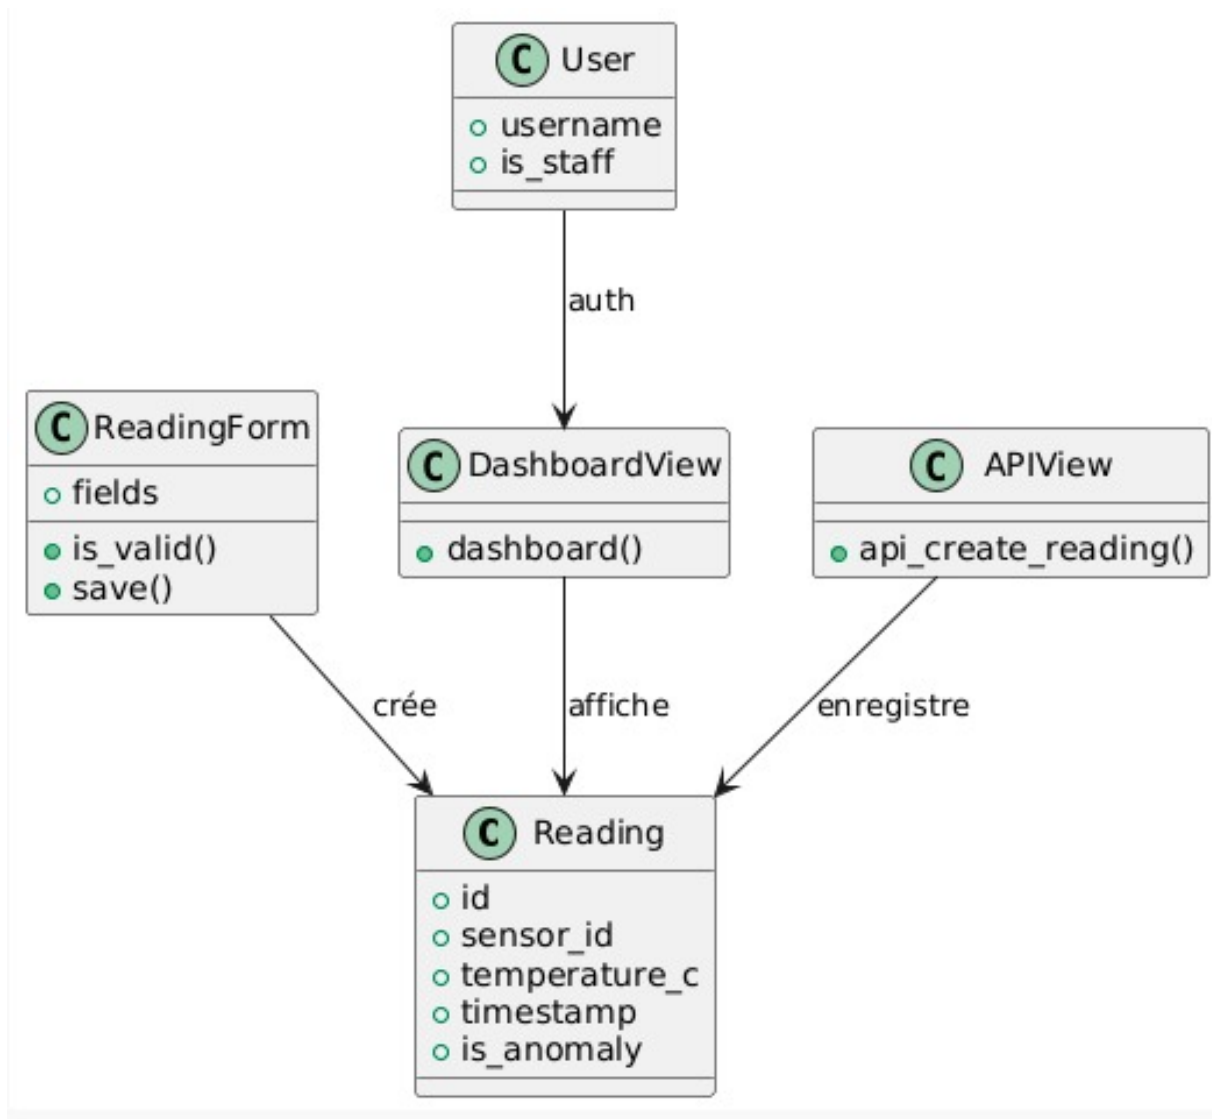 C User
username
is_staff
auth
C ReadingForm
fields
is_valid()
save()
C DashboardView
dashboard()
C APIView
api_create_reading()
crée
affiche
enregistre
C Reading
id
sensor_id
temperature_c
timestamp
is_anomaly